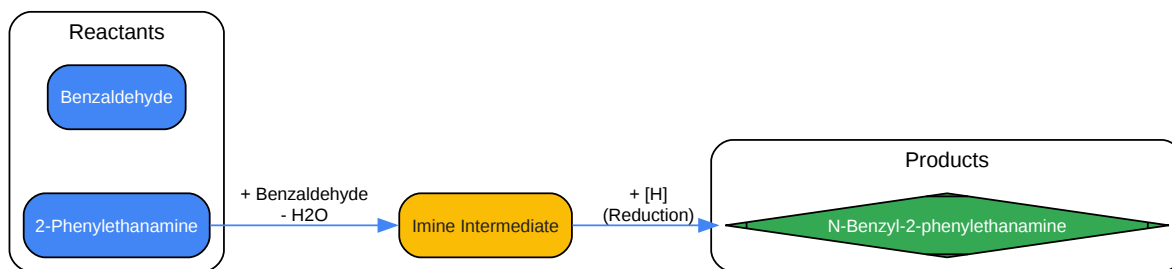 Reactants
Benzaldehyde
2-Phenylethanamine
+ Benzaldehyde
- H2O
Imine Intermediate
+ [H]
(Reduction)
Products
N-Benzyl-2-phenylethanamine